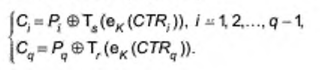 C_i = P_i ⊕ T_s(e_K(CTR_i)), i = 1, 2, ..., q – 1,
C_q = P_q ⊕ T_r(e_K(CTR_q)).